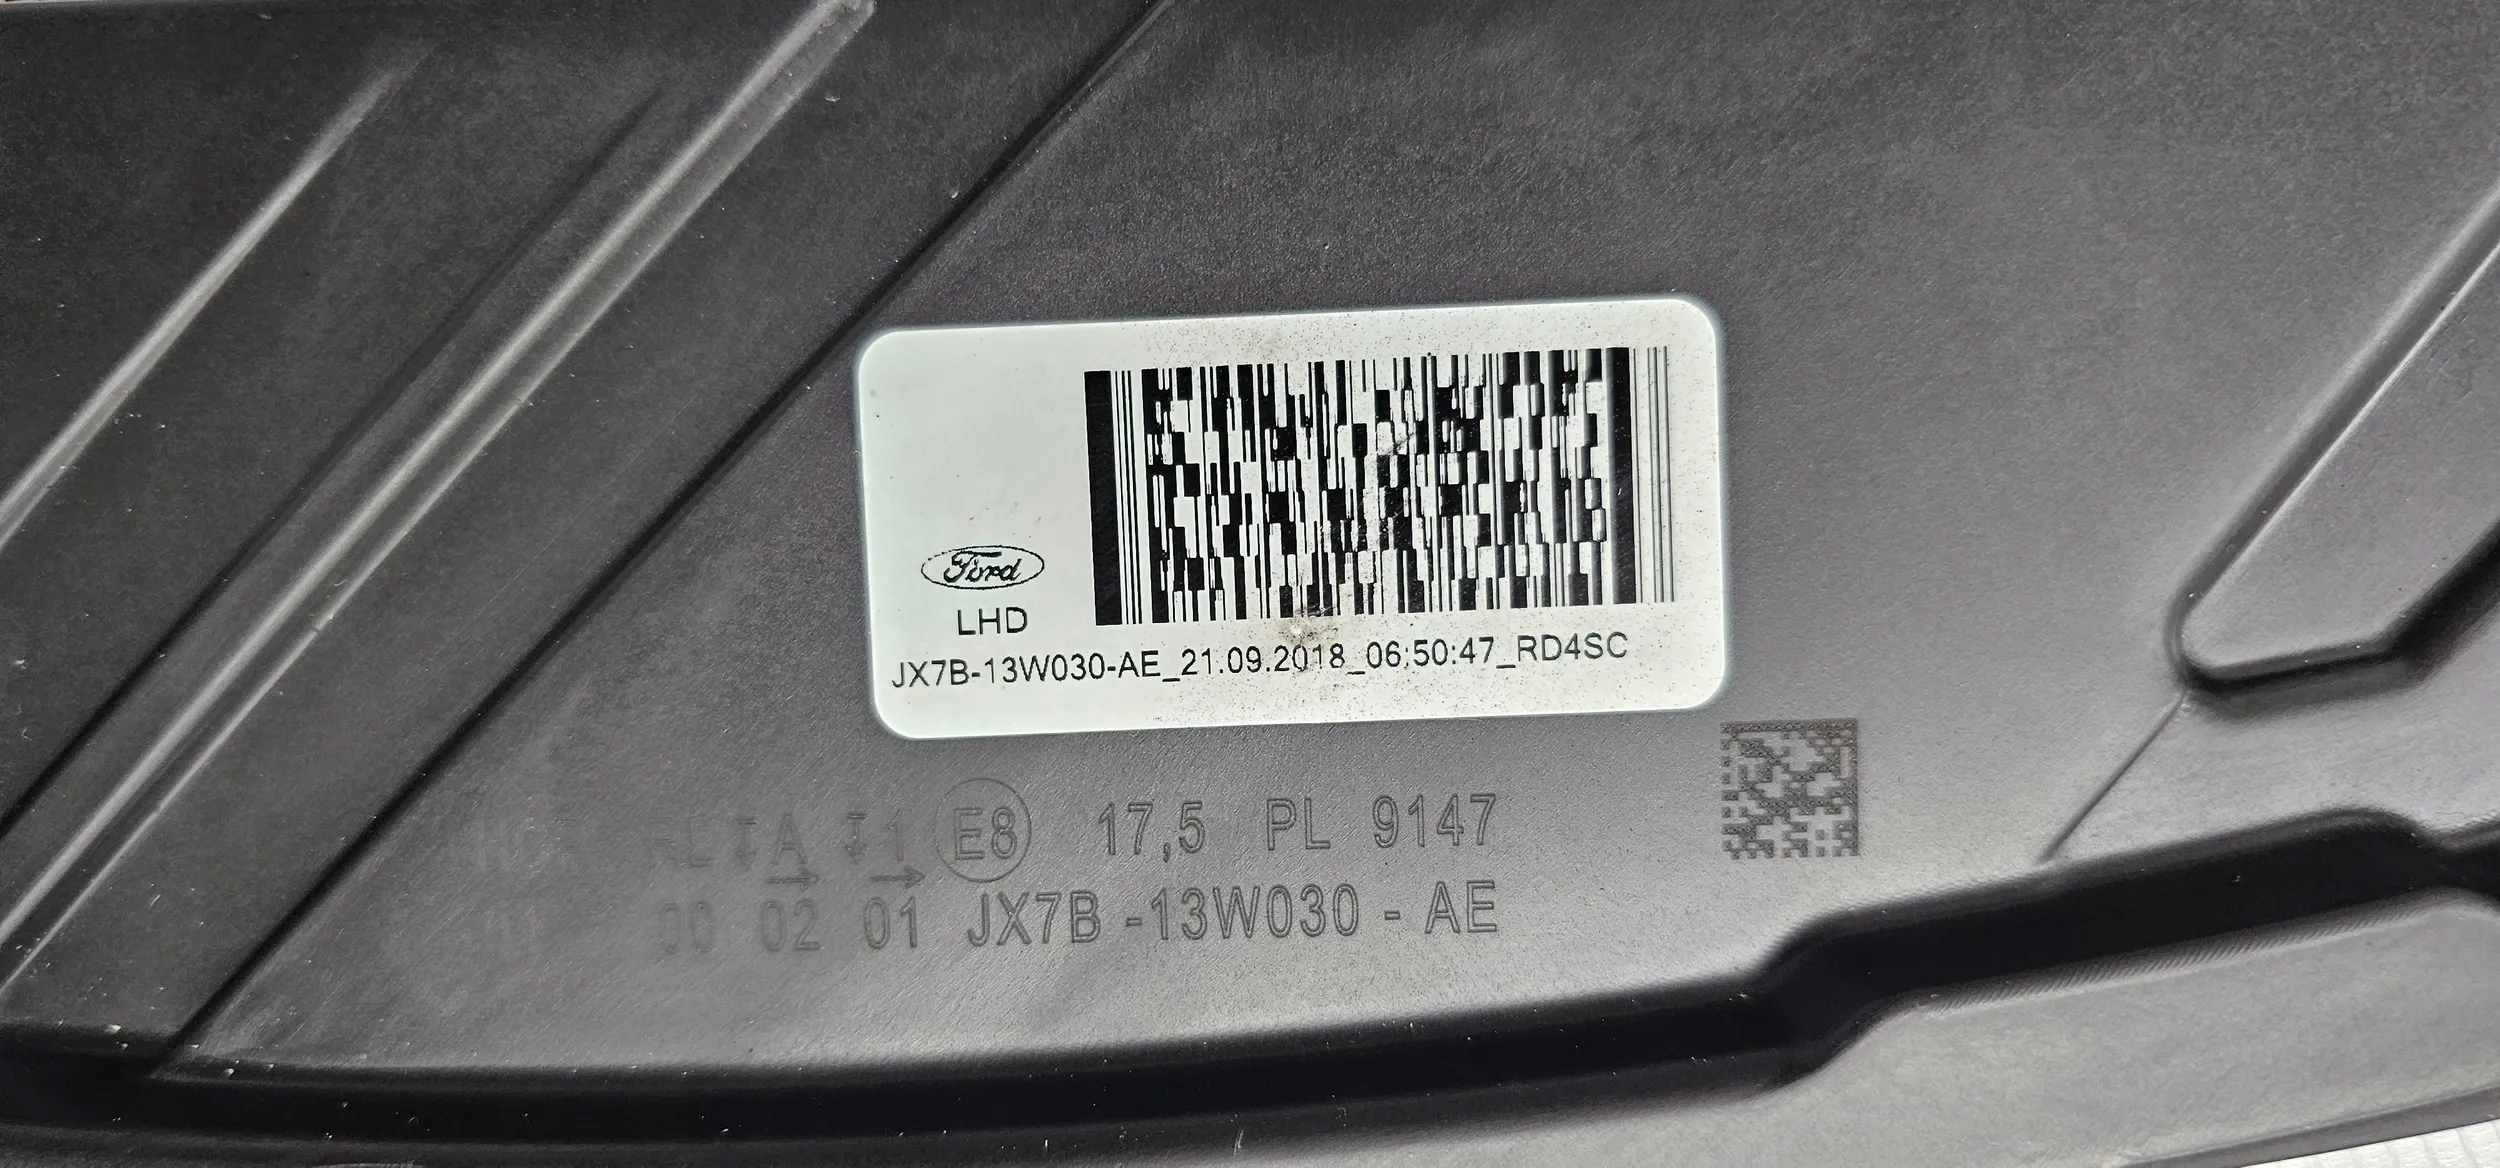 Ford
LHD
JX7B-13W030-AE_21.09.2018_06:50:47_RD4SC
A 1 E8 17,5 PL 9147
00 02 01 JX7B -13W030 - AE